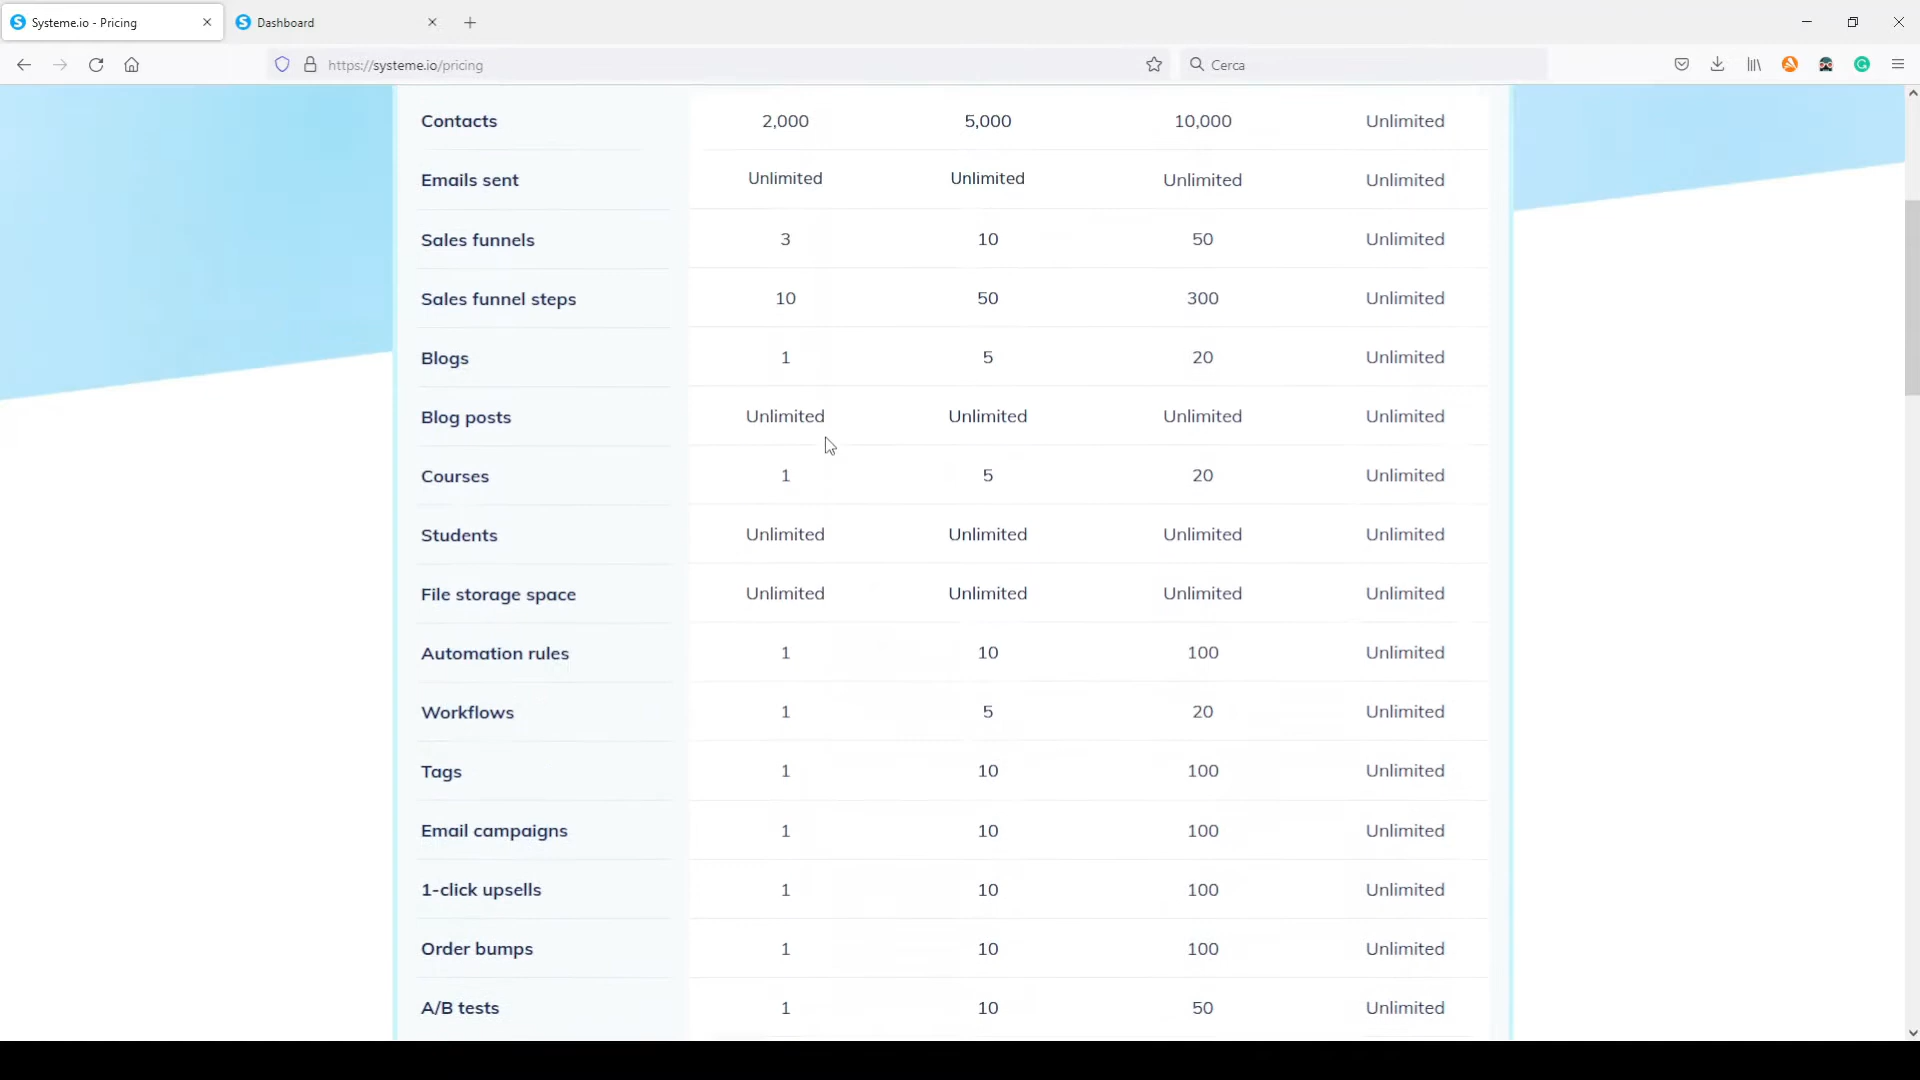 Systeme.io - Pricing
Dashboard
https://systeme.io/pricing
Cerca
Contacts 2,000 5,000 10,000 Unlimited
Emails sent Unlimited Unlimited Unlimited Unlimited
Sales funnels 3 10 50 Unlimited
Sales funnel steps 10 50 300 Unlimited
Blogs 1 5 20 Unlimited
Blog posts Unlimited Unlimited Unlimited Unlimited
Courses 1 5 20 Unlimited
Students Unlimited Unlimited Unlimited Unlimited
File storage space Unlimited Unlimited Unlimited Unlimited
Automation rules 1 10 100 Unlimited
Workflows 1 5 20 Unlimited
Tags 1 10 100 Unlimited
Email campaigns 1 10 100 Unlimited
1-click upsells 1 10 100 Unlimited
Order bumps 1 10 100 Unlimited
A/B tests 1 10 50 Unlimited